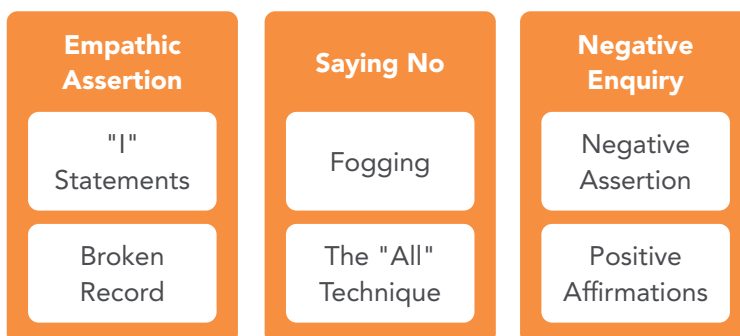 Empathic
Assertion
"I"
Statements
Broken
Record
Saying No
Fogging
The "All"
Technique
Negative
Enquiry
Negative
Assertion
Positive
Affirmations